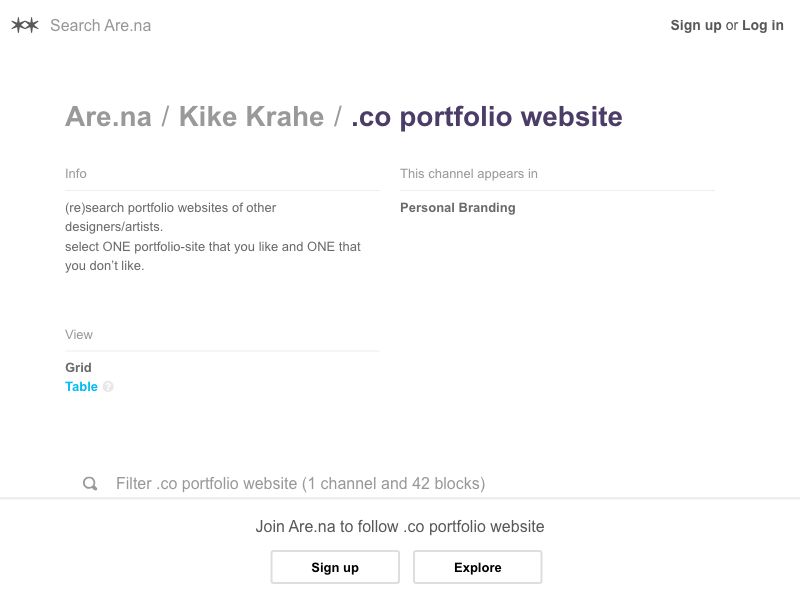 Search Are.na
Sign up or Log in
Are.na / Kike Krahe / .co portfolio website
Info
(re)search portfolio websites of other
designers/artists.
select ONE portfolio-site that you like and ONE that
you don’t like.
This channel appears in
Personal Branding
View
Grid
Table ?
Filter .co portfolio website (1 channel and 42 blocks)
Join Are.na to follow .co portfolio website
Sign up
Explore